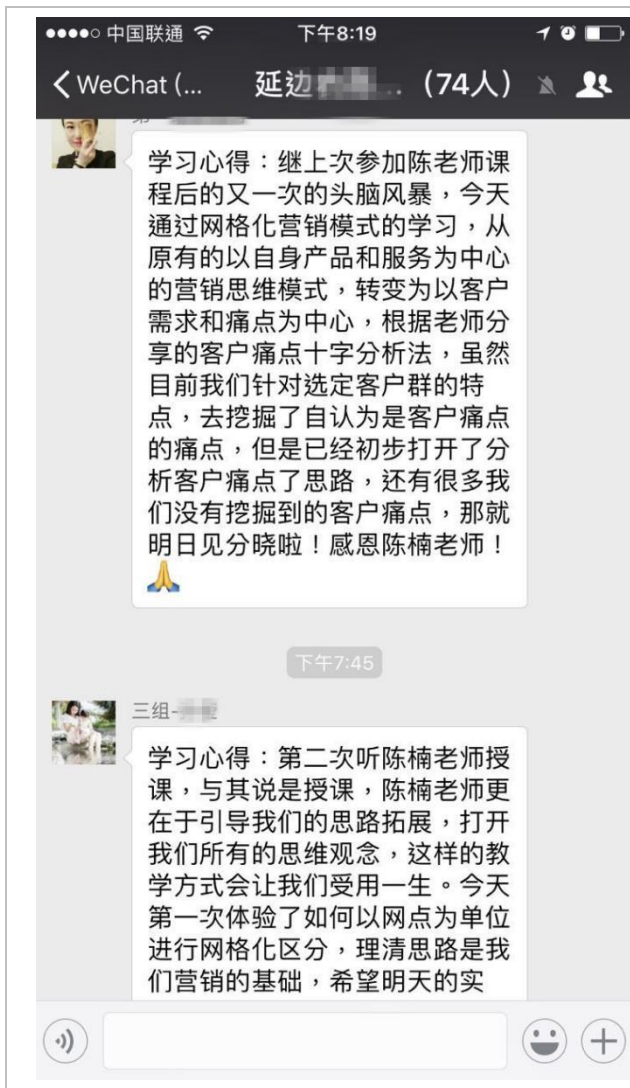 中国联通 下午8:19
WeChat (... 延边 ... (74人)
学习心得：继上次参加陈老师课
程后的又一次的头脑风暴，今天
通过网格化营销模式的学习，从
原有的以自身产品和服务为中心
的营销思维模式，转变为以客户
需求和痛点为中心，根据老师分
享的客户痛点十字分析法，虽然
目前我们针对选定客户群的特
点，去挖掘了自认为是客户痛点
的痛点，但是已经初步打开了分
析客户痛点了思路，还有很多我
们没有挖掘到的客户痛点，那就
明日见分晓啦！感恩陈楠老师！
🙏
下午7:45
三组-
学习心得：第二次听陈楠老师授
课，与其说是授课，陈楠老师更
在于引导我们的思路拓展，打开
我们所有的思维观念，这样的教
学方式会让我们受用一生。今天
第一次体验了如何以网点为单位
进行网格化区分，理清思路是我
们营销的基础，希望明天的实